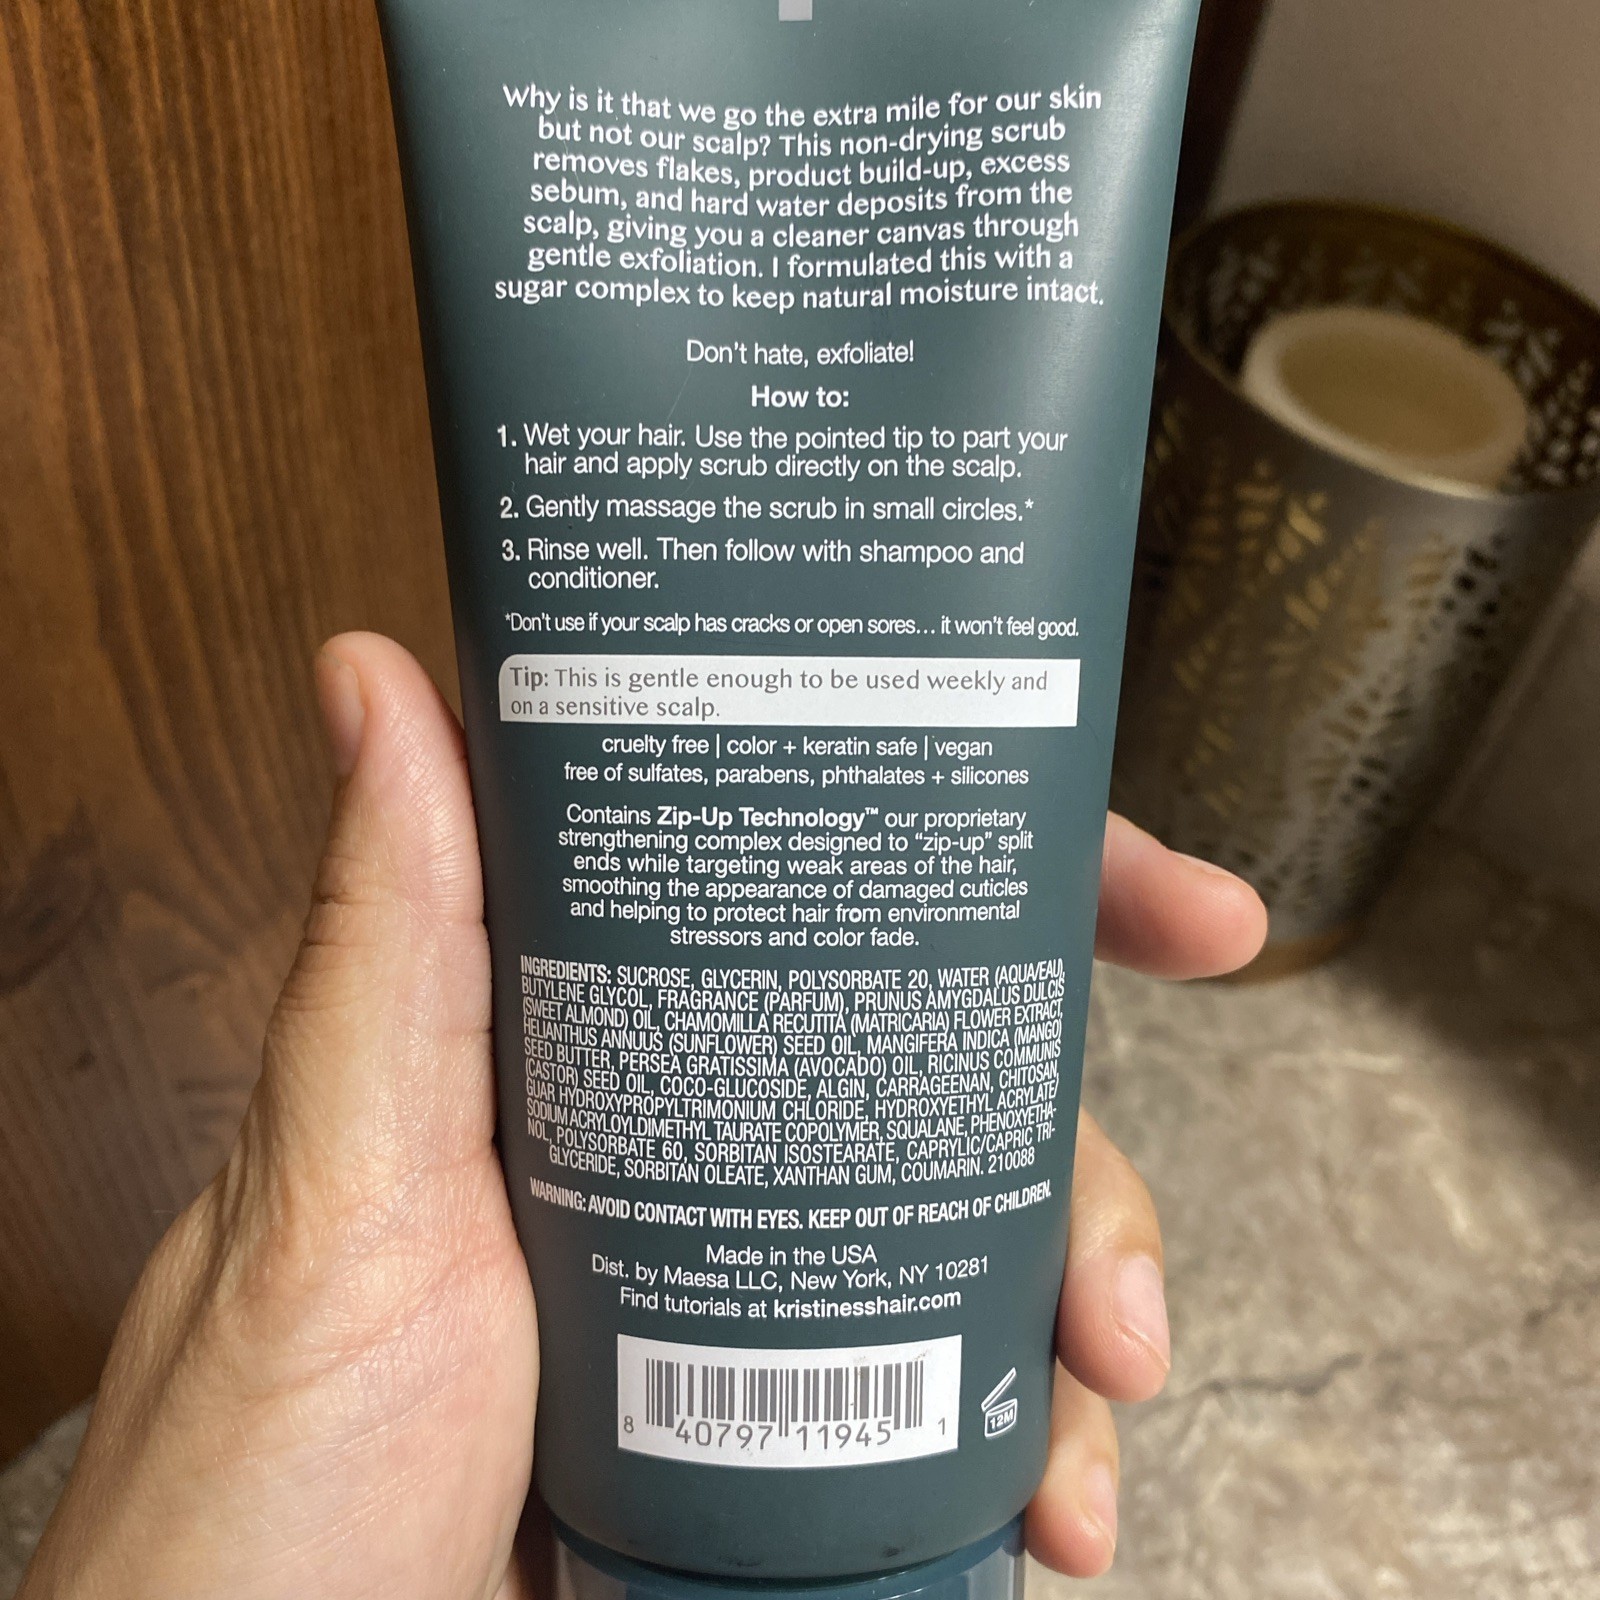 Why is it that we go the extra mile for our skin
but not our scalp? This non-drying scrub
removes flakes, product build-up, excess
sebum, and hard water deposits from the
scalp, giving you a cleaner canvas through
gentle exfoliation. I formulated this with a
sugar complex to keep natural moisture intact.
Don't hate, exfoliate!
How to:
1. Wet your hair. Use the pointed tip to part your
hair and apply scrub directly on the scalp.
2. Gently massage the scrub in small circles.*
3. Rinse well. Then follow with shampoo and
conditioner.
*Don't use if your scalp has cracks or open sores... it won't feel good.
Tip: This is gentle enough to be used weekly and
on a sensitive scalp.
cruelty free | color + keratin safe | vegan
free of sulfates, parabens, phthalates + silicones
Contains Zip-Up Technology™ our proprietary
strengthening complex designed to "zip-up" split
ends while targeting weak areas of the hair,
smoothing the appearance of damaged cuticles
and helping to protect hair from environmental
stressors and color fade.
INGREDIENTS: SUCROSE, GLYCERIN, POLYSORBATE 20, WATER (AQUA/EAU),
BUTYLENE GLYCOL, FRAGRANCE (PARFUM), PRUNUS AMYGDALUS DULCIS
(SWEET ALMOND) OIL, CHAMOMILLA RECUTITA (MATRICARIA) FLOWER EXTRACT,
HELIANTHUS ANNUUS (SUNFLOWER) SEED OIL, MANGIFERA INDICA (MANGO)
SEED BUTTER, PERSEA GRATISSIMA (AVOCADO) OIL, RICINUS COMMUNIS
(CASTOR) SEED OIL, COCO-GLUCOSIDE, ALGIN, CARRAGEENAN, CHITOSAN,
GUAR HYDROXYPROPYLTRIMONIUM CHLORIDE, HYDROXYETHYL ACRYLATE/
SODIUM ACRYLOYLDIMETHYL TAURATE COPOLYMER, SQUALANE, PHENOXYETHA-
NOL, POLYSORBATE 60, SORBITAN ISOSTEARATE, CAPRYLIC/CAPRIC TRI-
GLYCERIDE, SORBITAN OLEATE, XANTHAN GUM, COUMARIN. 210088
WARNING: AVOID CONTACT WITH EYES. KEEP OUT OF REACH OF CHILDREN.
Made in the USA
Dist. by Maesa LLC, New York, NY 10281
Find tutorials at kristinesshair.com
8 40797 11945 1
12M